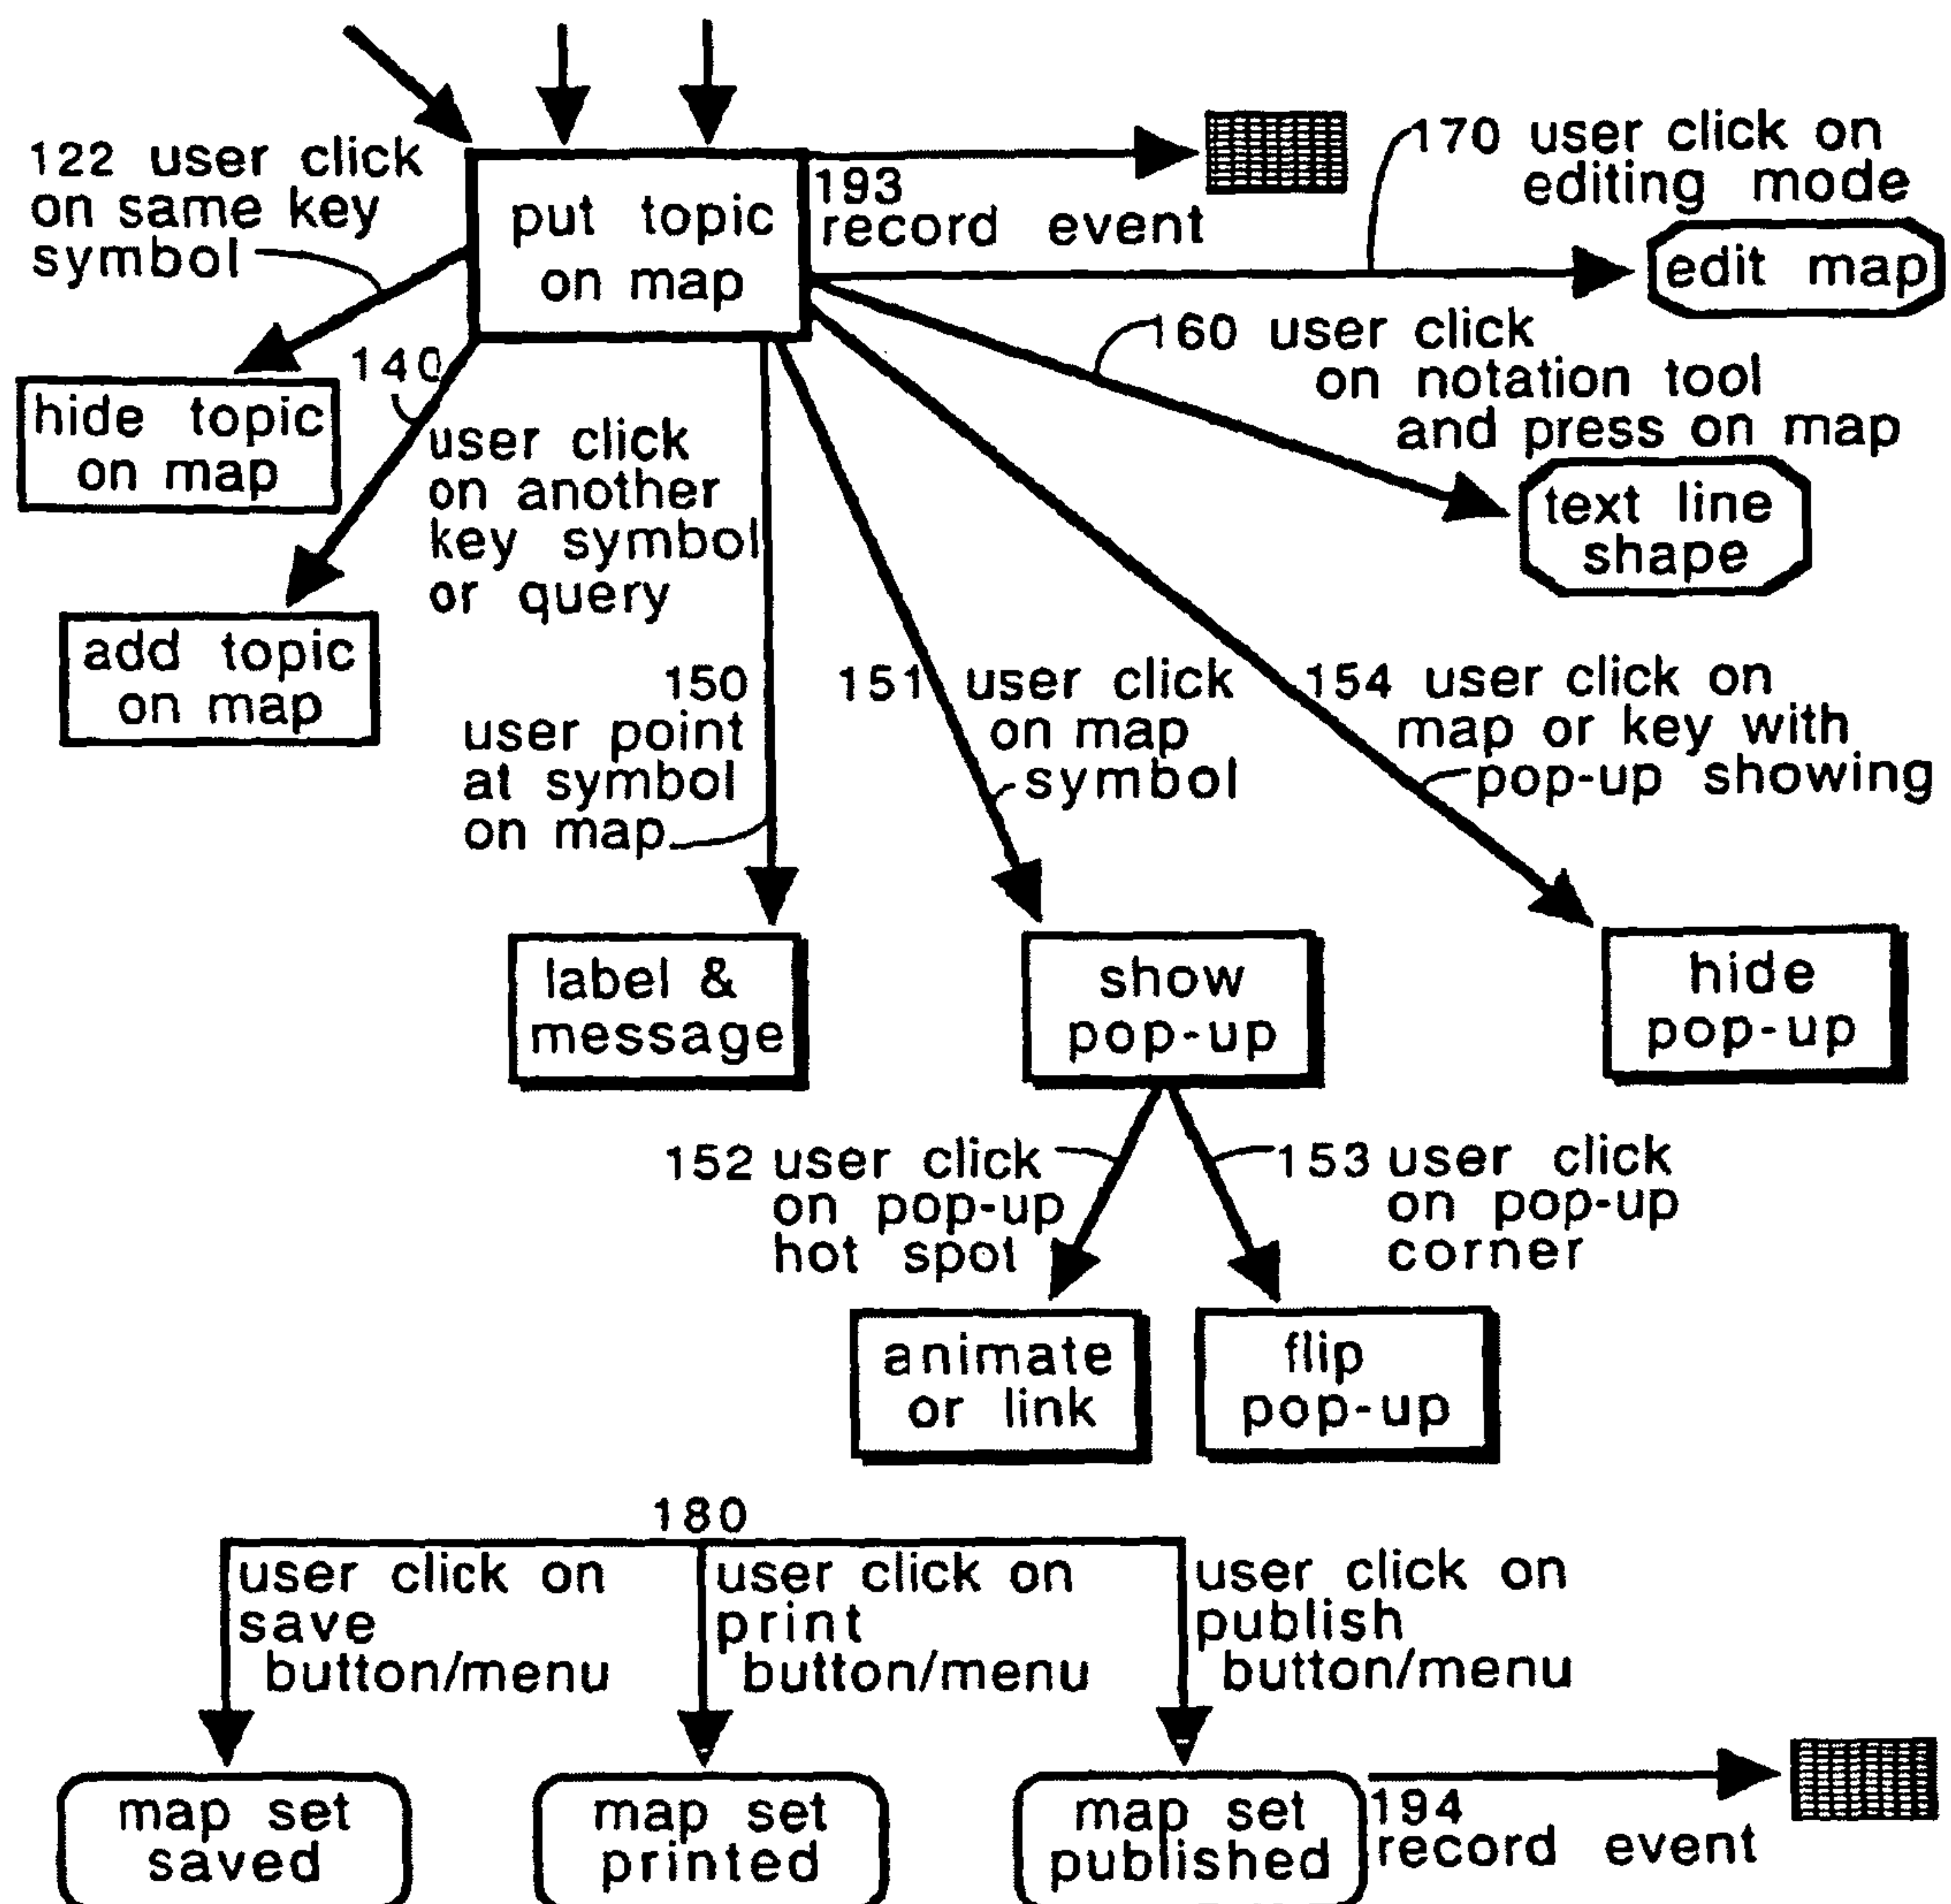 122 user click
on same key
symbol
put topic
on map
193
record event
170 user click on
editing mode
edit map
160 user click
on notation tool
and press on map
text line
shape
hide topic
on map
140
user click
on another
key symbol
or query
add topic
on map
150
user point
at symbol
on map
151 user click
on map
symbol
154 user click on
map or key with
pop-up showing
label &
message
show
pop-up
hide
pop-up
152 user click
on pop-up
hot spot
153 user click
on pop-up
corner
animate
or link
flip
pop-up
180
user click on
save
button/menu
user click on
print
button/menu
user click on
publish
button/menu
map set
saved
map set
printed
map set
published
194
record event